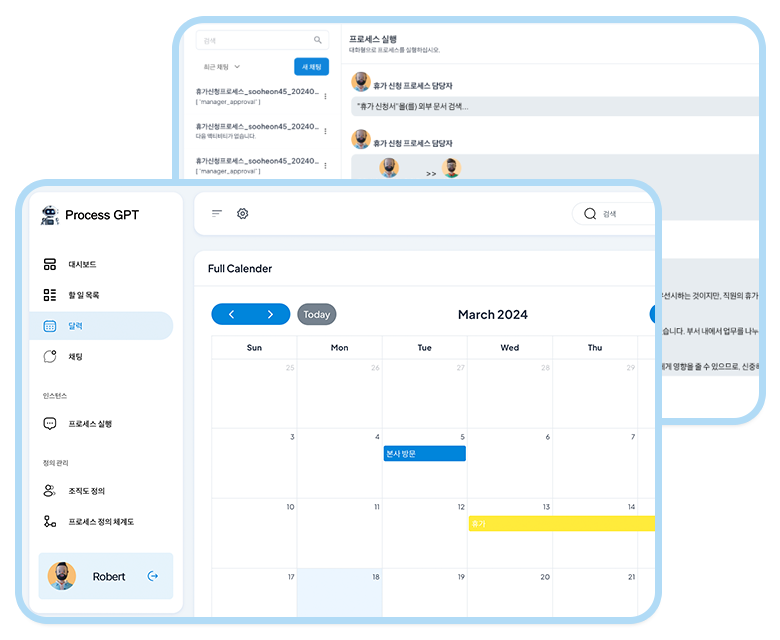 검색
최근 채팅
새 채팅
휴가신청프로세스_sooheon45_20240...
[ 'manager_approval' ]
휴가신청프로세스_sooheon45_20240...
다음 액티비티가 없습니다.
휴가신청프로세스_sooheon45_20240...
[ 'manager_approval' ]
프로세스 실행
대화형으로 프로세스를 실행하십시오.
휴가 신청 프로세스 담당자
"휴가 신청서"을(를) 외부 문서 검색...
휴가 신청 프로세스 담당자
>>
우선시하는 것이지만, 직원의 휴가
습니다. 부서 내에서 업무를 나누
에게 영향을 줄 수 있으므로, 신중하
Process GPT
대시보드
할 일 목록
달력
채팅
인스턴스
프로세스 실행
정의 관리
조직도 정의
프로세스 정의 체계도
Robert
검색
Full Calender
Today
March 2024
Sun Mon Tue Wed Thu
25 26 27 28 29
3 4 5 6 7
본사 방문
10 11 12 13 14
휴가
17 18 19 20 21